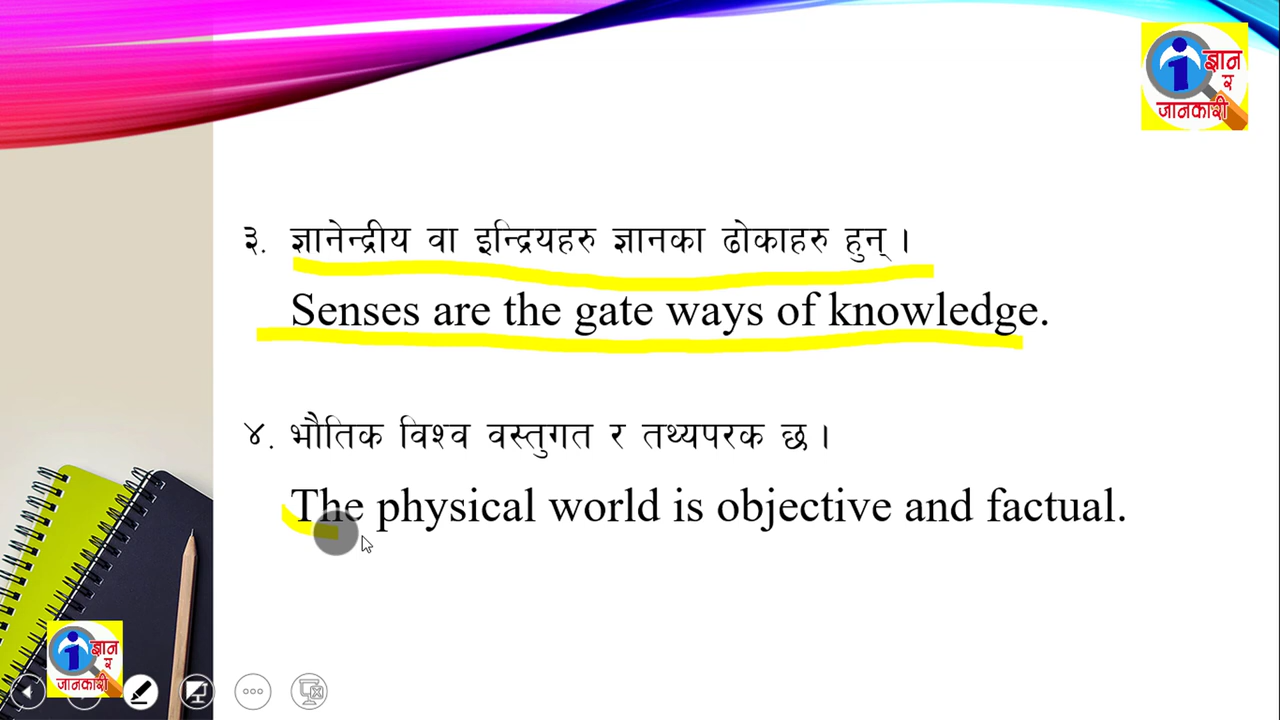 ज्ञान
र
जानकारी
३. ज्ञानेन्द्रीय वा इन्द्रियहरु ज्ञानका ढोकाहरु हुन् ।
Senses are the gate ways of knowledge.
४. भौतिक विश्व वस्तुगत र तथ्यपरक छ ।
The physical world is objective and factual.
ज्ञान
र
जानकारी